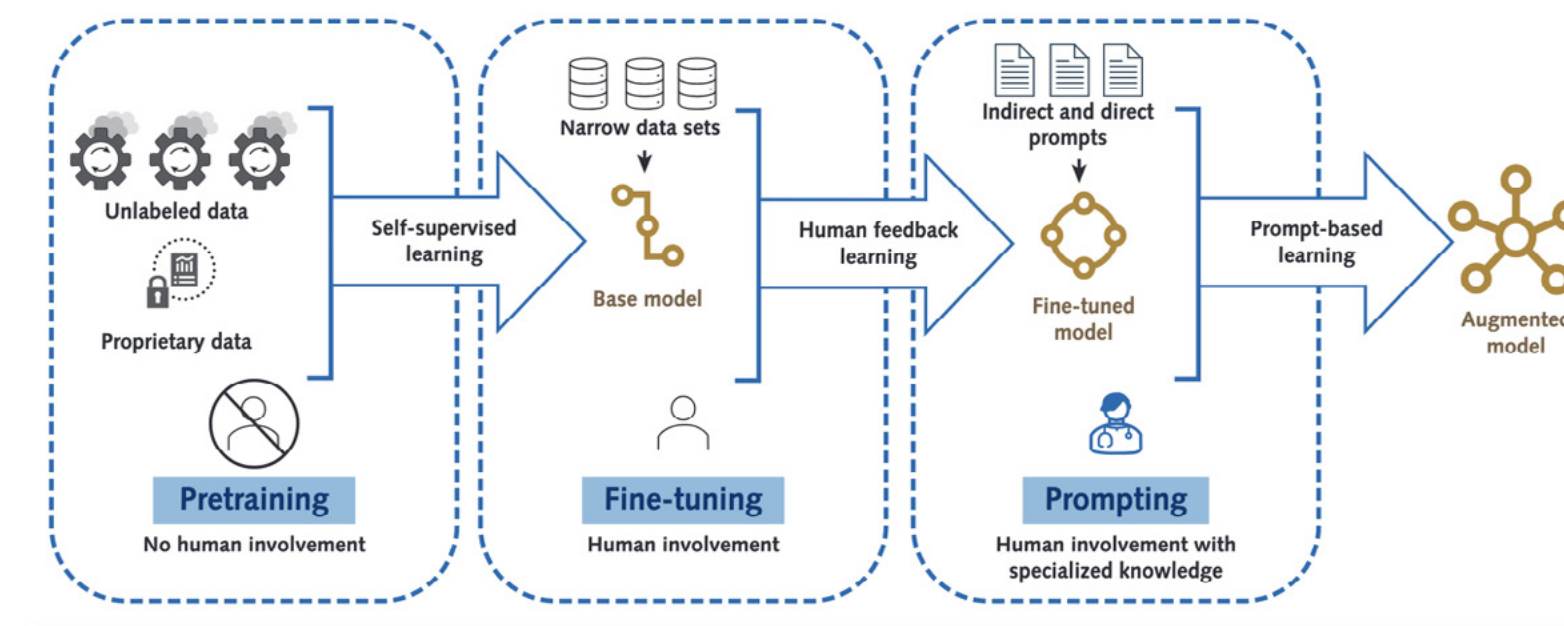 Unlabeled data
Proprietary data
Self-supervised
learning
Pretraining
No human involvement
Narrow data sets
Base model
Human feedback
learning
Fine-tuning
Human involvement
Indirect and direct
prompts
Fine-tuned
model
Prompt-based
learning
Prompting
Human involvement with
specialized knowledge
Augmented
model